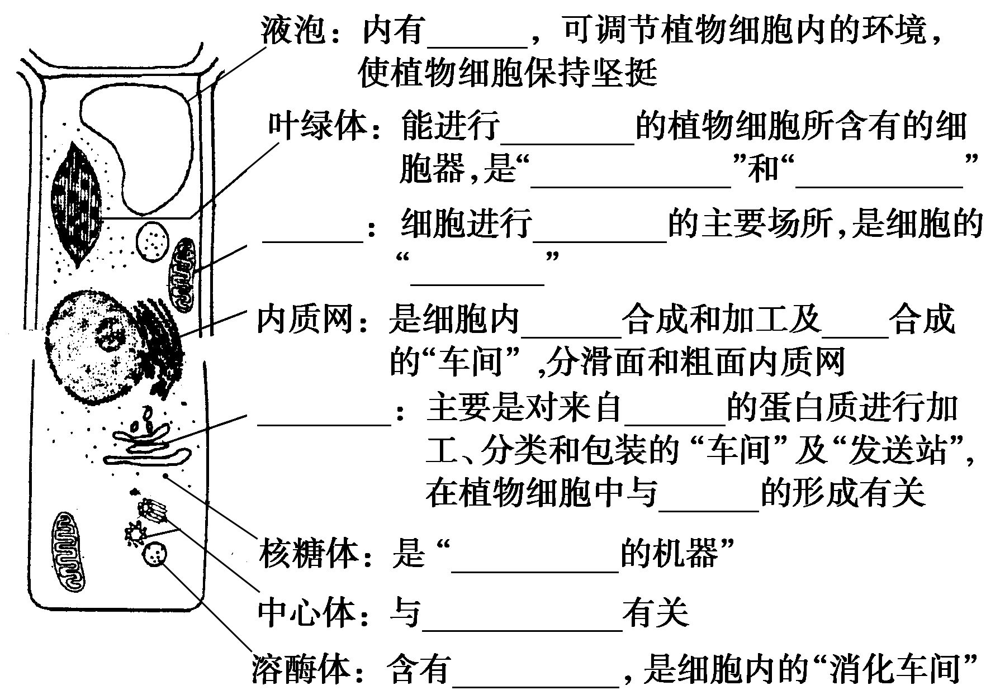 液泡：内有______，可调节植物细胞内的环境，
使植物细胞保持坚挺
叶绿体：能进行________的植物细胞所含有的细
胞器，是“____________”和“__________”
______：细胞进行________的主要场所，是细胞的
“________”
内质网：是细胞内______合成和加工及____合成
的“车间”，分滑面和粗面内质网
________：主要是对来自______的蛋白质进行加
工、分类和包装的“车间”及“发送站”，
在植物细胞中与______的形成有关
核糖体：是“__________的机器”
中心体：与____________有关
溶酶体：含有__________，是细胞内的“消化车间”